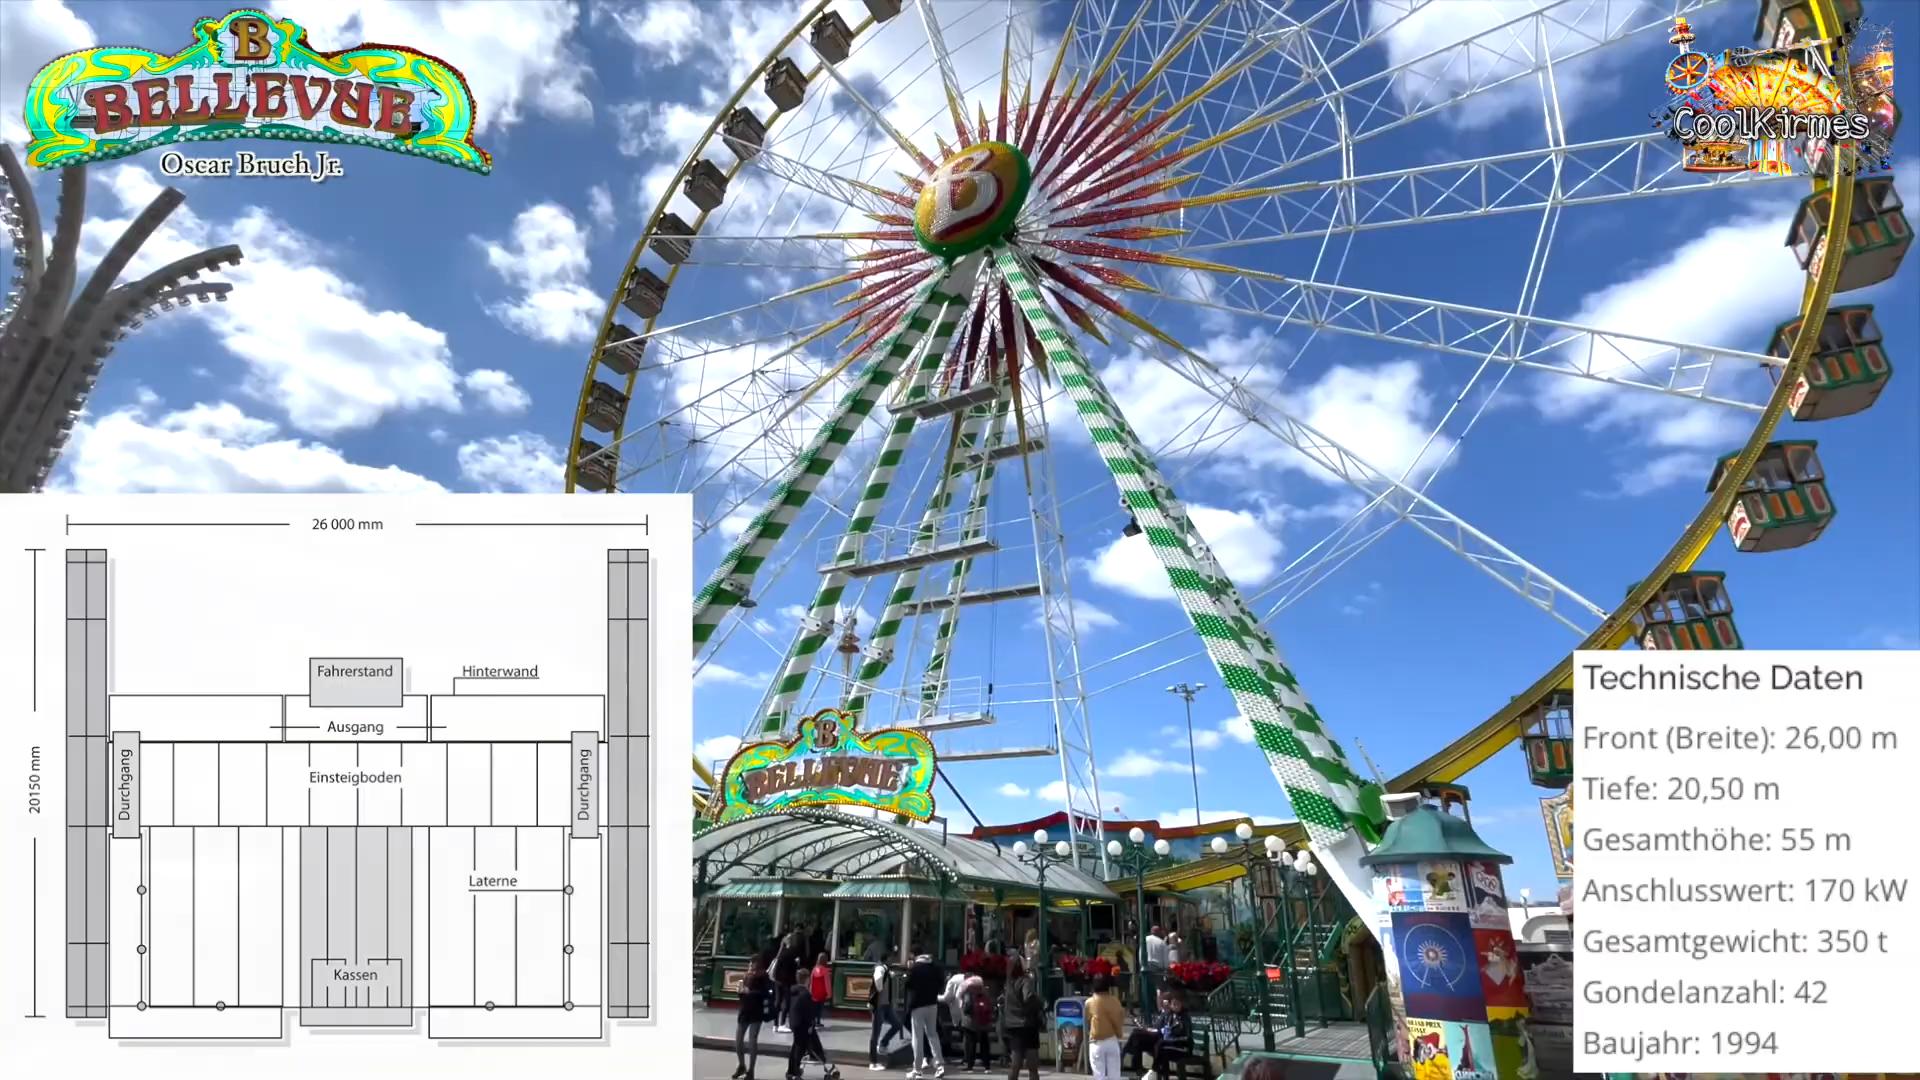 B
BELLEVUE
Oscar Bruch Jr.
CoolKirmes
B
26 000 mm
20150 mm
Fahrerstand
Hinterwand
Ausgang
Durchgang
Einsteigboden
Durchgang
Laterne
Kassen
B
BELLEVUE
Technische Daten
Front (Breite): 26,00 m
Tiefe: 20,50 m
Gesamthöhe: 55 m
Anschlusswert: 170 kW
Gesamtgewicht: 350 t
Gondelanzahl: 42
Baujahr: 1994